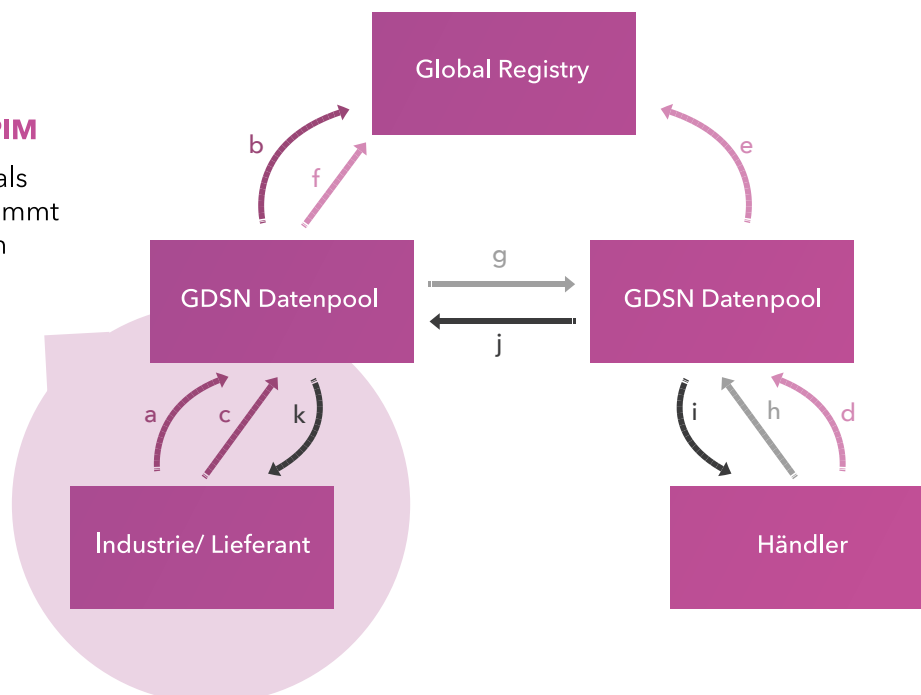 Global Registry
PIM
als
mmt
n
b
f
e
GDSN Datenpool
g
j
GDSN Datenpool
a
c
k
i
h
d
Industrie/ Lieferant
Händler